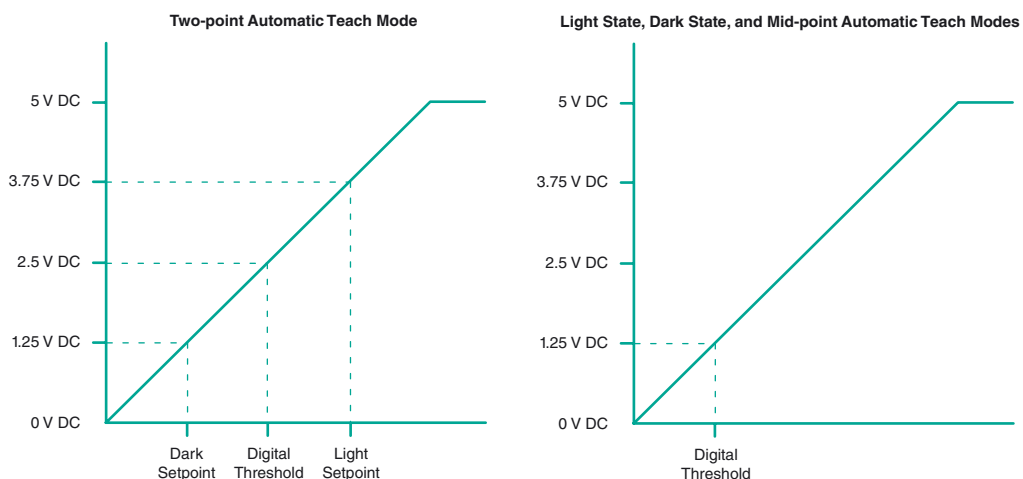 Two-point Automatic Teach Mode
5 V DC
3.75 V DC
2.5 V DC
1.25 V DC
0 V DC
Dark
Setpoint
Digital
Threshold
Light
Setpoint
Light State, Dark State, and Mid-point Automatic Teach Modes
5 V DC
3.75 V DC
2.5 V DC
1.25 V DC
0 V DC
Digital
Threshold